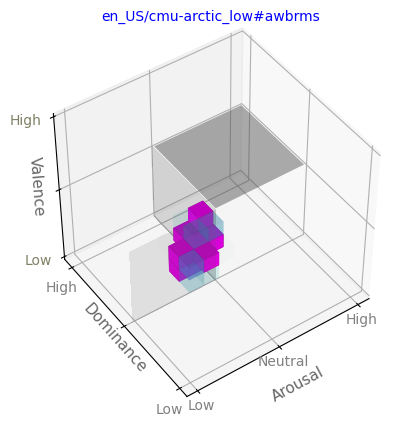 en_US/cmu-arctic_low#awbrms
High
Valence
Low
High
Dominance
Low
Low
Neutral
High
Arousal